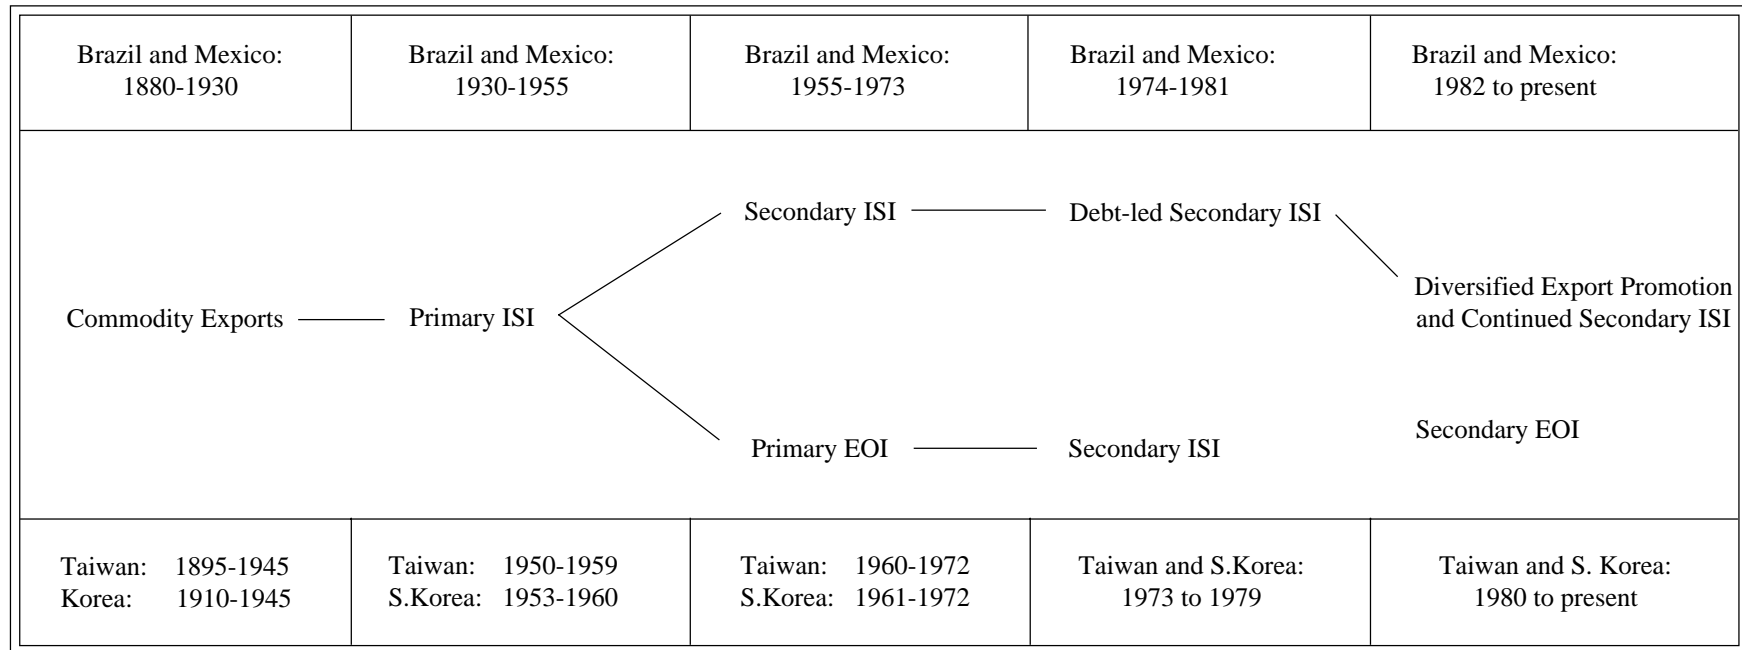 Brazil and Mexico:
1880-1930
Brazil and Mexico:
1930-1955
Brazil and Mexico:
1955-1973
Brazil and Mexico:
1974-1981
Brazil and Mexico:
1982 to present
Commodity Exports
Primary ISI
Secondary ISI
Debt-led Secondary ISI
Diversified Export Promotion
and Continued Secondary ISI
Primary EOI
Secondary ISI
Secondary EOI
Taiwan: 1895-1945
Korea: 1910-1945
Taiwan: 1950-1959
S.Korea: 1953-1960
Taiwan: 1960-1972
S.Korea: 1961-1972
Taiwan and S.Korea:
1973 to 1979
Taiwan and S. Korea:
1980 to present